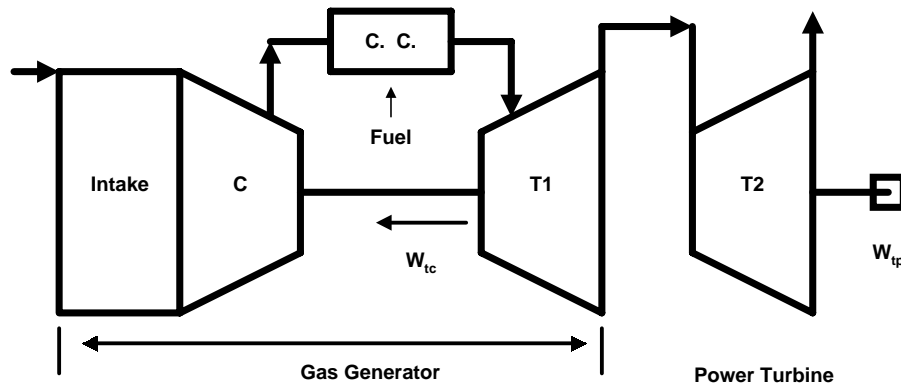 C. C.
Fuel
Intake
C
T1
T2
W_tc
W_tp
Gas Generator
Power Turbine